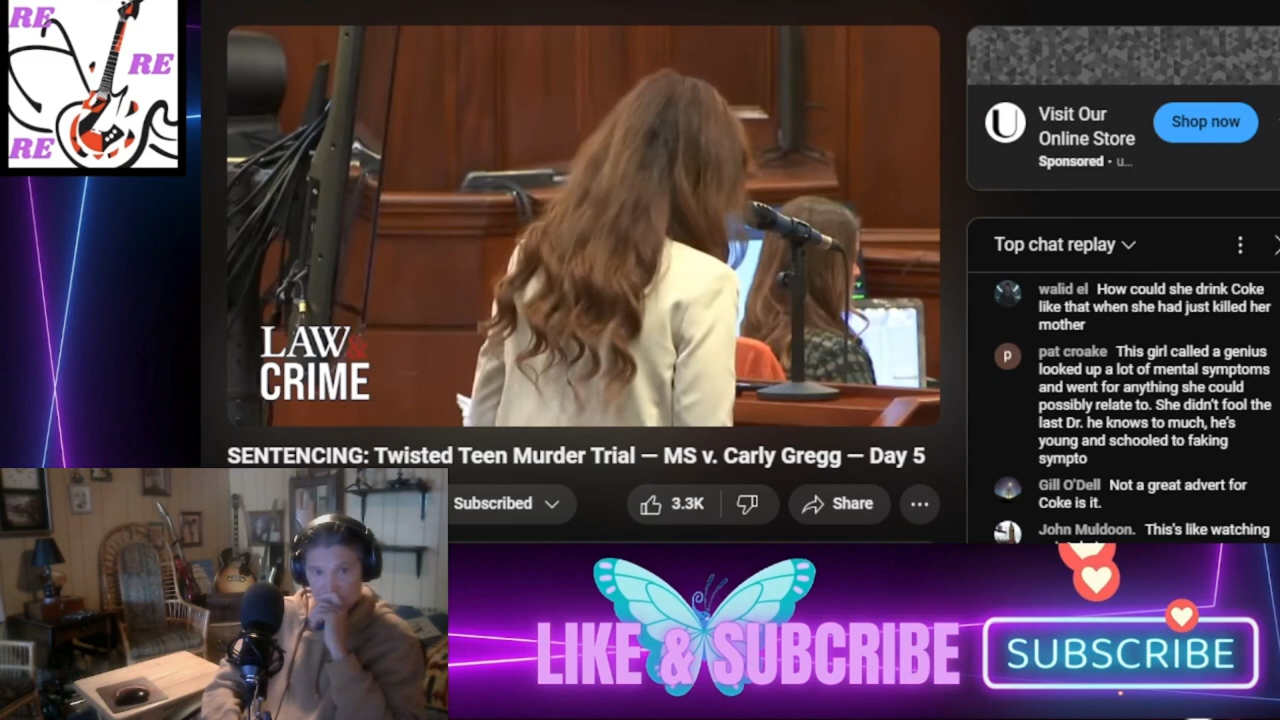 RE
RE
RE
LAW&
CRIME
SENTENCING: Twisted Teen Murder Trial — MS v. Carly Gregg — Day 5
Subscribed
3.3K
Share
Visit Our
Online Store
Sponsored · u...
Shop now
Top chat replay
walid el How could she drink Coke
like that when she had just killed her
mother
P
pat croake This girl called a genius
looked up a lot of mental symptoms
and went for anything she could
possibly relate to. She didn't fool the
last Dr. he knows to much, he's
young and schooled to faking
sympto
Gill O'Dell Not a great advert for
Coke is it.
John Muldoon. This's like watching
LIKE & SUBCRIBE
SUBSCRIBE